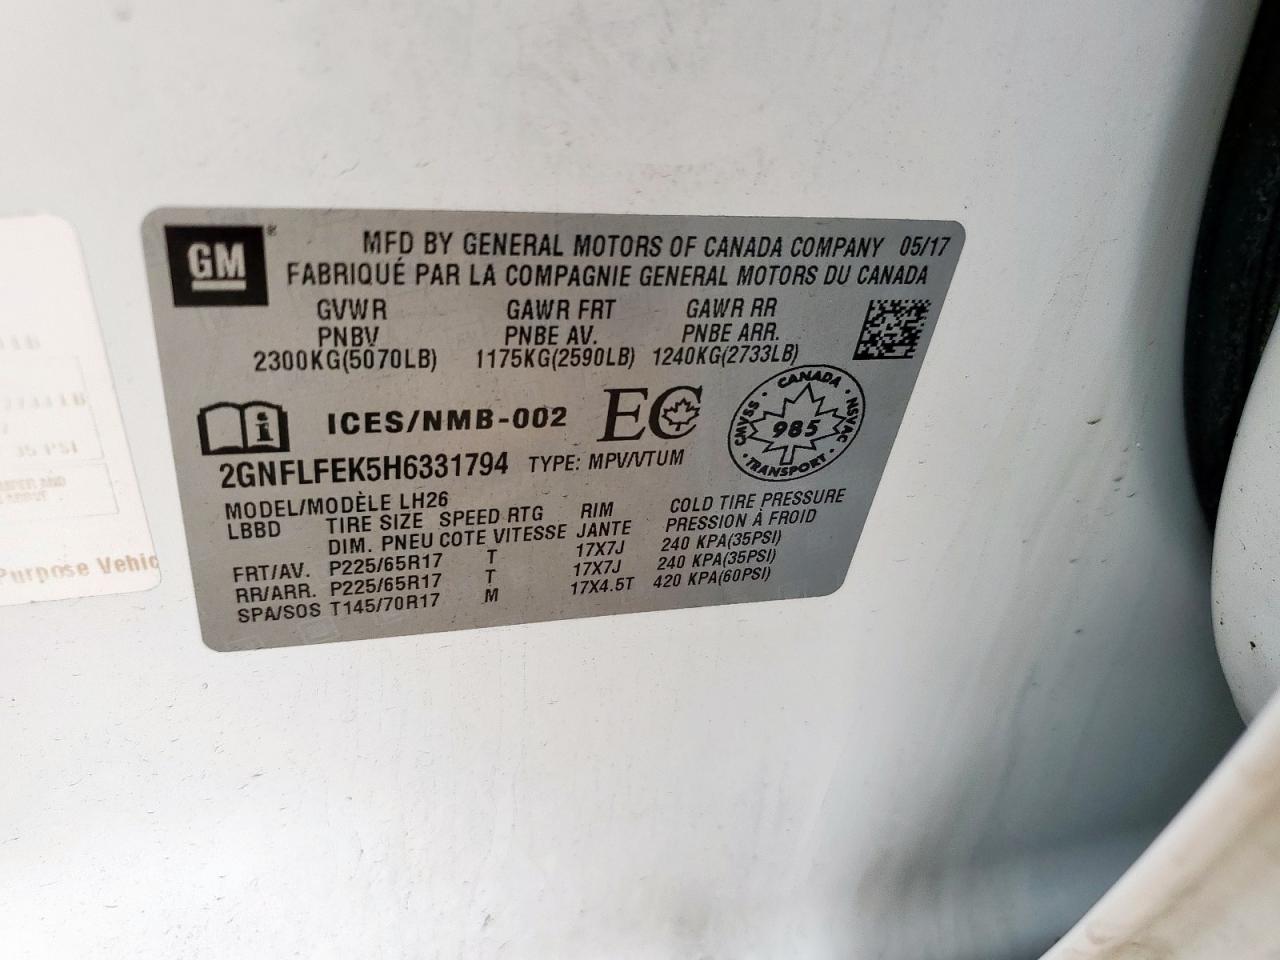 GM ®
MFD BY GENERAL MOTORS OF CANADA COMPANY 05/17
FABRIQUÉ PAR LA COMPAGNIE GENERAL MOTORS DU CANADA
GVWR GAWR FRT GAWR RR
PNBV PNBE AV. PNBE ARR.
2300KG(5070LB) 1175KG(2590LB) 1240KG(2733LB)
i ICES/NMB-002 EC
CANADA
CMVSS 985 NSVAC
TRANSPORT
2GNFLFEK5H6331794 TYPE: MPV/VTUM
MODEL/MODÈLE LH26
LBBD TIRE SIZE SPEED RTG RIM COLD TIRE PRESSURE
DIM. PNEU COTE VITESSE JANTE PRESSION À FROID
FRT/AV. P225/65R17 T 17X7J 240 KPA(35PSI)
RR/ARR. P225/65R17 T 17X7J 240 KPA(35PSI)
SPA/SOS T145/70R17 M 17X4.5T 420 KPA(60PSI)
35 PSI
Purpose Vehic